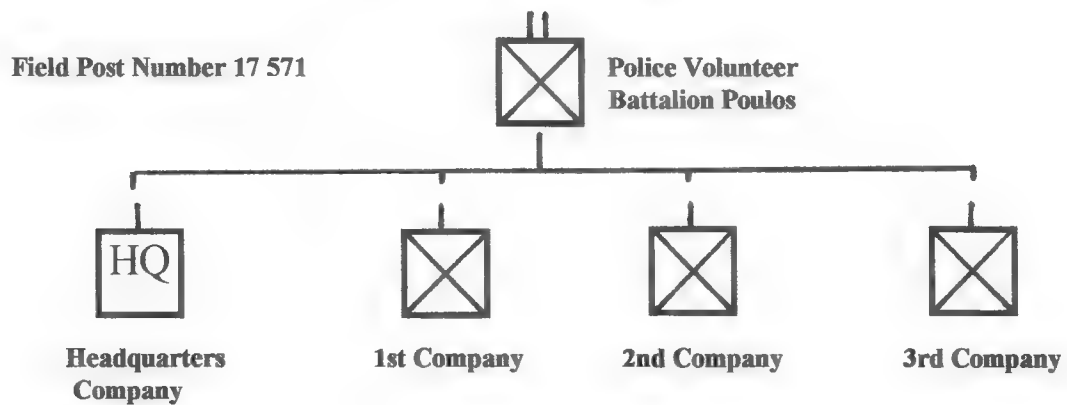 Field Post Number 17 571
Police Volunteer
Battalion Poulos
HQ
Headquarters
Company
1st Company
2nd Company
3rd Company